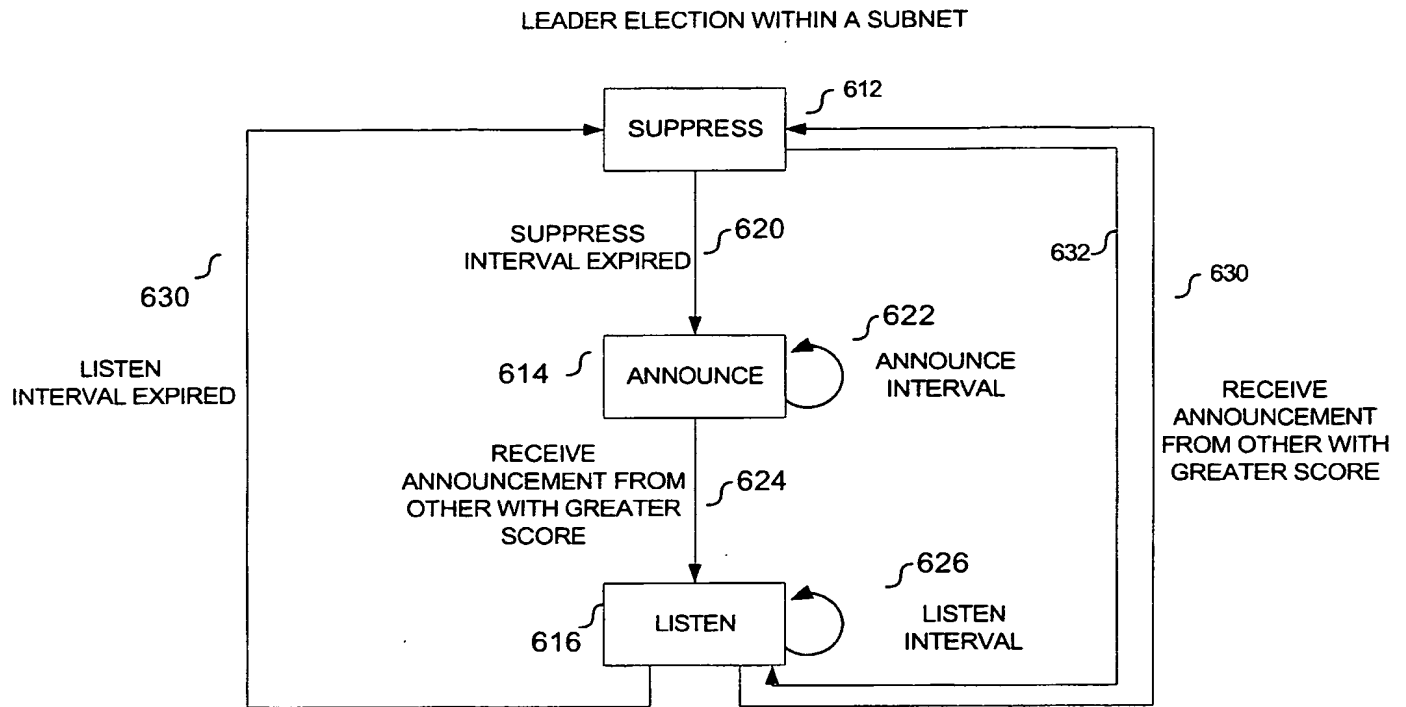 LEADER ELECTION WITHIN A SUBNET
612
SUPPRESS
SUPPRESS
INTERVAL EXPIRED
620
632
630
630
LISTEN
INTERVAL EXPIRED
614
ANNOUNCE
622
ANNOUNCE
INTERVAL
RECEIVE
ANNOUNCEMENT
FROM OTHER WITH
GREATER SCORE
RECEIVE
ANNOUNCEMENT FROM
OTHER WITH GREATER
SCORE
624
616
LISTEN
626
LISTEN
INTERVAL